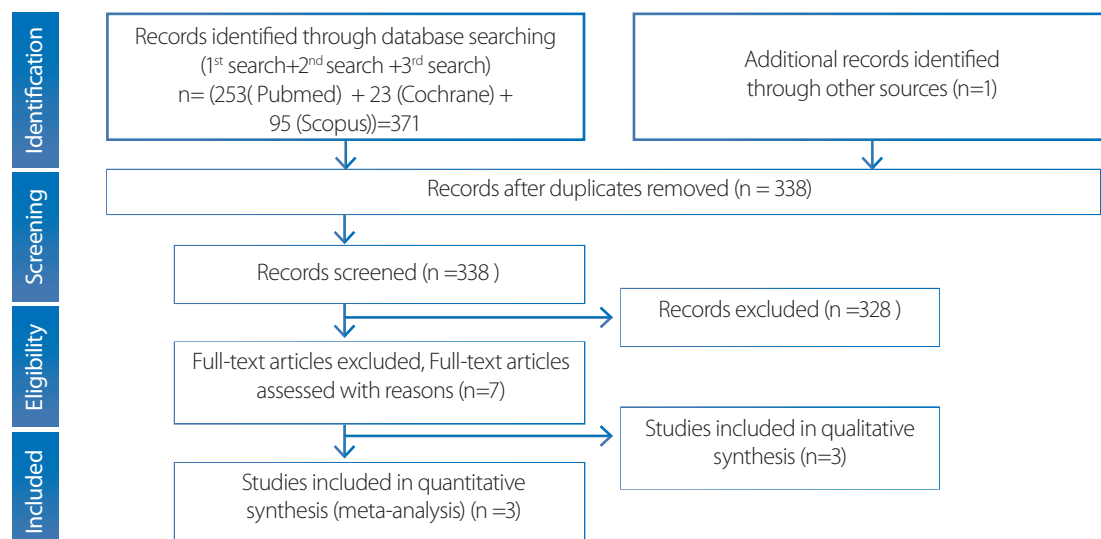 Identification
Records identified through database searching
(1st search+2nd search +3rd search)
n= (253( Pubmed) + 23 (Cochrane) +
95 (Scopus))=371
Additional records identified
through other sources (n=1)
Screening
Records after duplicates removed (n = 338)
Records screened (n =338 )
Records excluded (n =328 )
Eligibility
Full-text articles excluded, Full-text articles
assessed with reasons (n=7)
Studies included in qualitative
synthesis (n=3)
Included
Studies included in quantitative
synthesis (meta-analysis) (n =3)